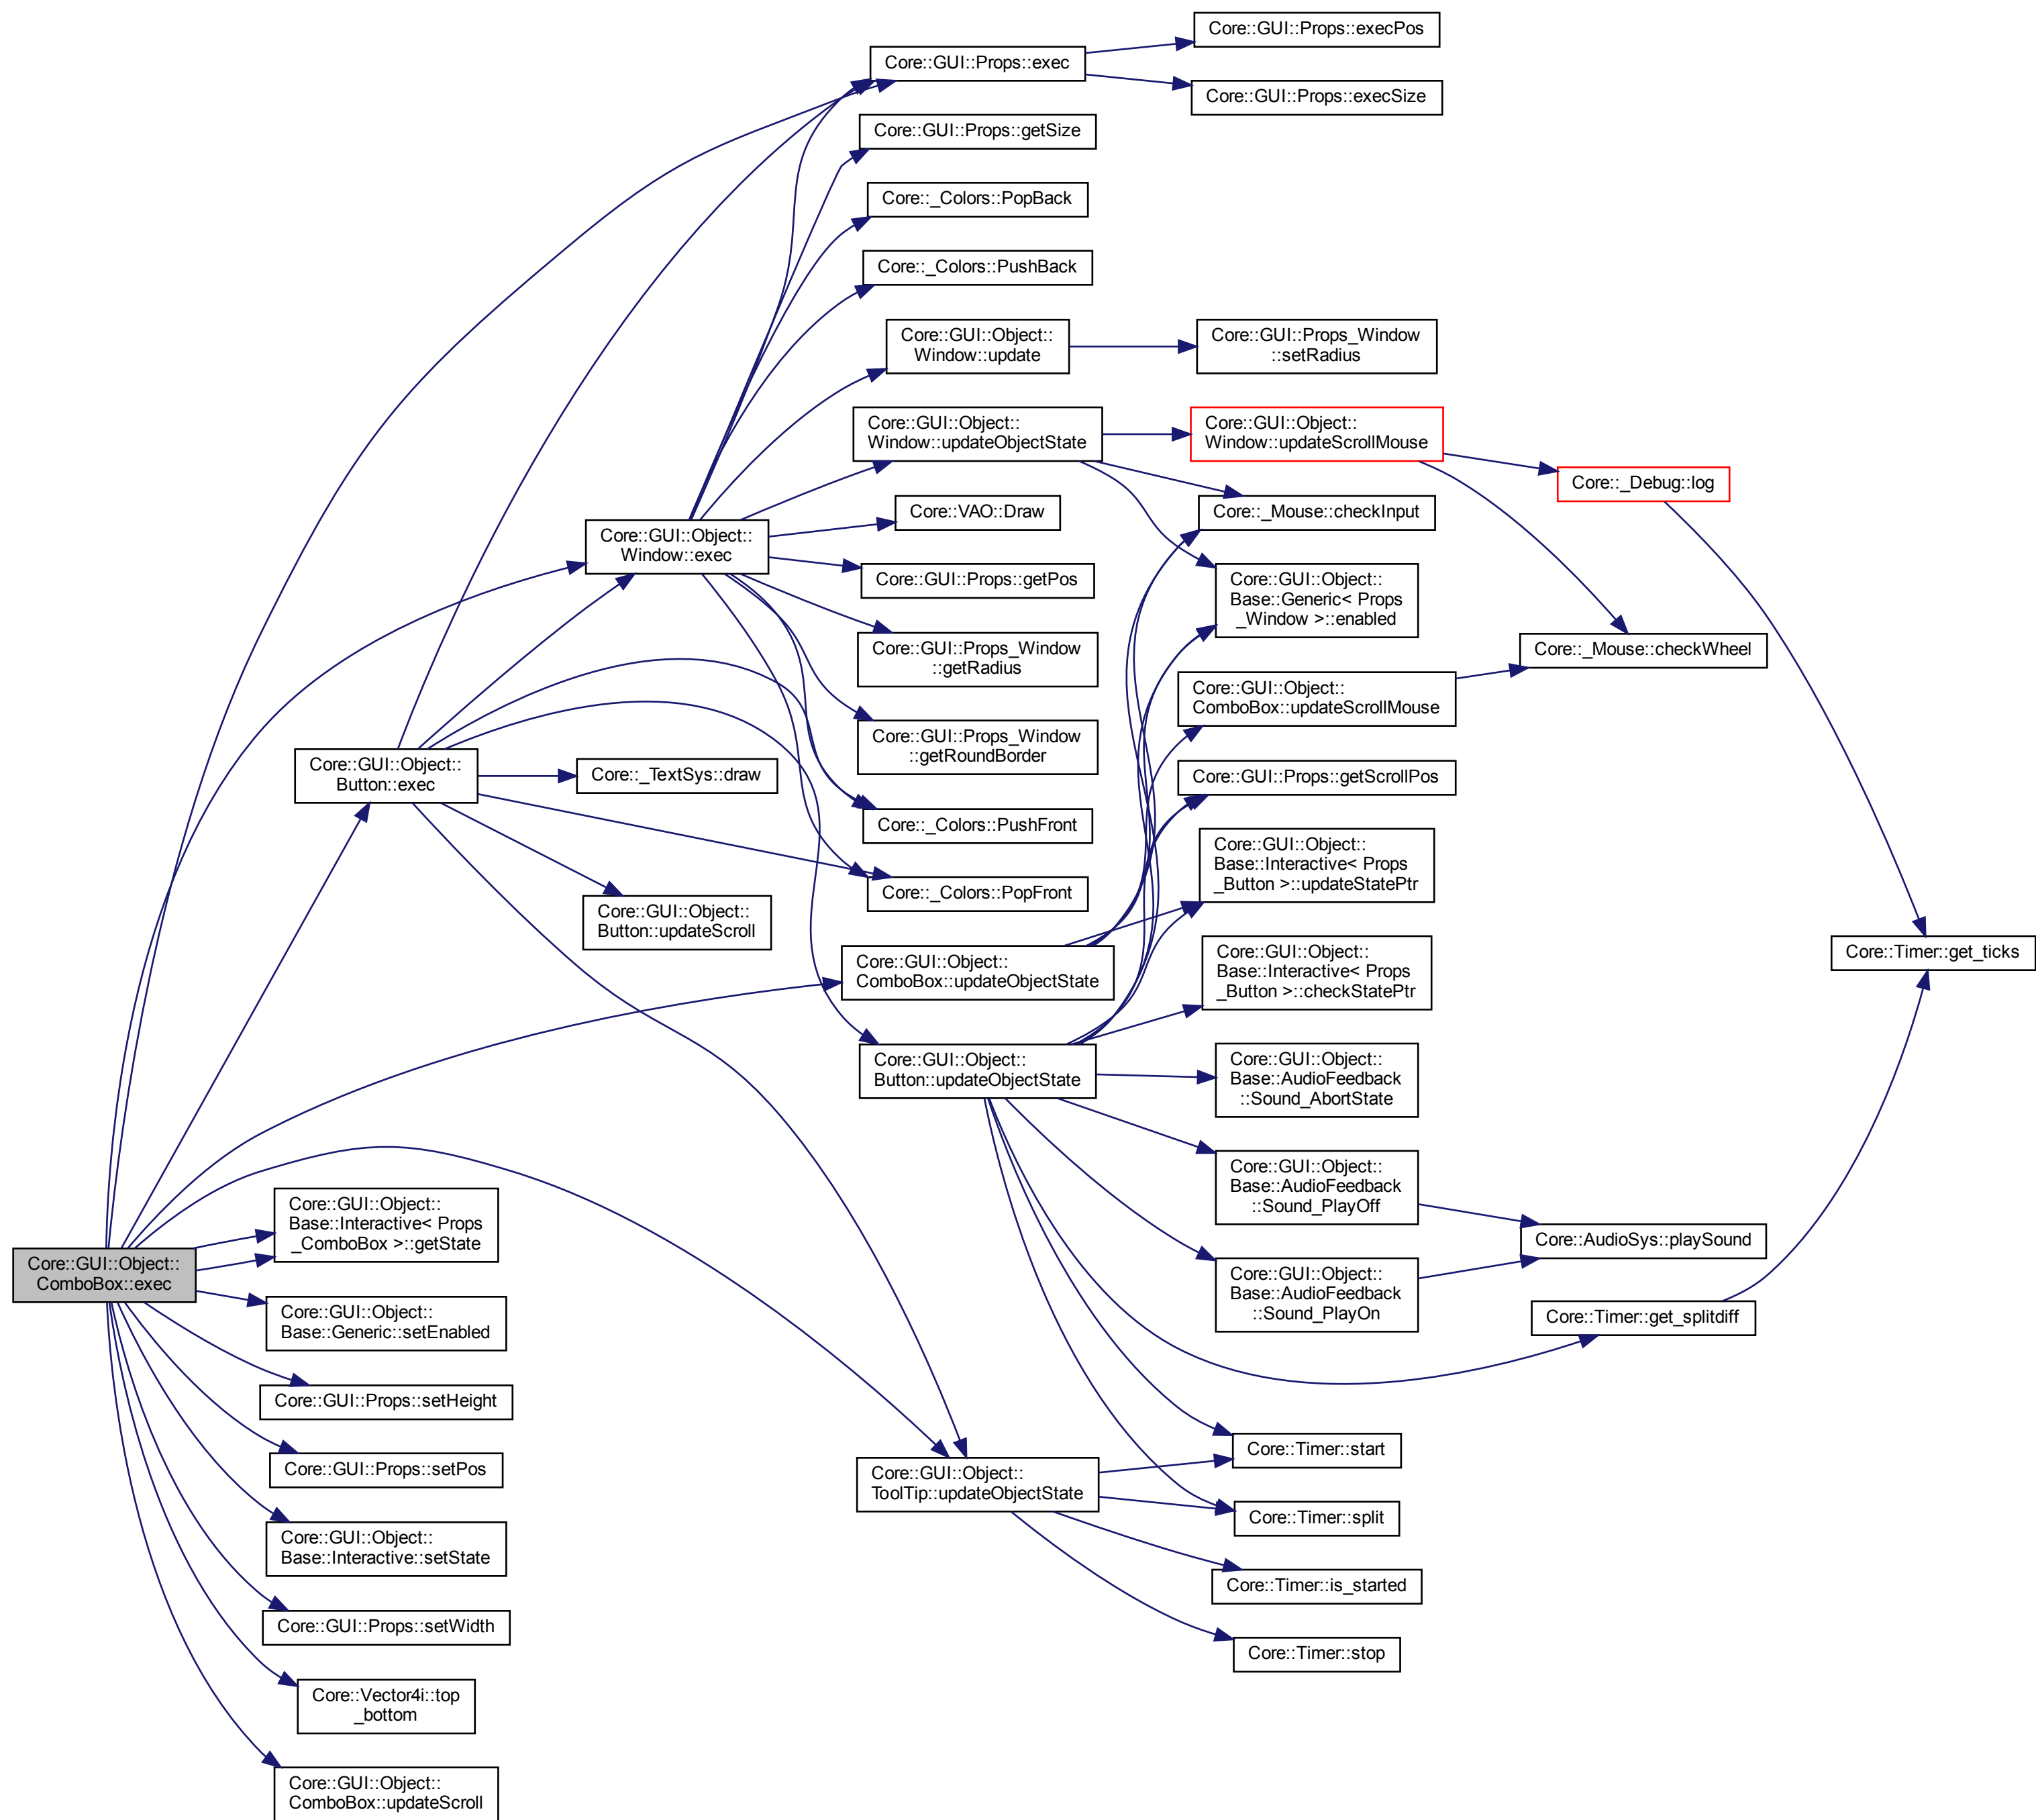 Core::GUI::Object::
ComboBox::exec
Core::GUI::Object::
Button::exec
Core::GUI::Object::
Base::Interactive< Props
_ComboBox >::getState
Core::GUI::Object::
Base::Generic::setEnabled
Core::GUI::Props::setHeight
Core::GUI::Props::setPos
Core::GUI::Object::
Base::Interactive::setState
Core::GUI::Props::setWidth
Core::Vector4i::top
_bottom
Core::GUI::Object::
ComboBox::updateScroll
Core::GUI::Object::
Window::exec
Core::_TextSys::draw
Core::GUI::Object::
Button::updateScroll
Core::GUI::Props::exec
Core::GUI::Props::getSize
Core::_Colors::PopBack
Core::_Colors::PushBack
Core::GUI::Object::
Window::update
Core::GUI::Object::
Window::updateObjectState
Core::VAO::Draw
Core::GUI::Props::getPos
Core::GUI::Props_Window
::getRadius
Core::GUI::Props_Window
::getRoundBorder
Core::_Colors::PushFront
Core::_Colors::PopFront
Core::GUI::Object::
ComboBox::updateObjectState
Core::GUI::Object::
Button::updateObjectState
Core::GUI::Object::
ToolTip::updateObjectState
Core::GUI::Props::execPos
Core::GUI::Props::execSize
Core::GUI::Props_Window
::setRadius
Core::GUI::Object::
Window::updateScrollMouse
Core::_Mouse::checkInput
Core::GUI::Object::
Base::Generic< Props
_Window >::enabled
Core::GUI::Object::
ComboBox::updateScrollMouse
Core::GUI::Props::getScrollPos
Core::GUI::Object::
Base::Interactive< Props
_Button >::updateStatePtr
Core::GUI::Object::
Base::Interactive< Props
_Button >::checkStatePtr
Core::GUI::Object::
Base::AudioFeedback
::Sound_AbortState
Core::GUI::Object::
Base::AudioFeedback
::Sound_PlayOff
Core::GUI::Object::
Base::AudioFeedback
::Sound_PlayOn
Core::Timer::start
Core::Timer::split
Core::Timer::is_started
Core::Timer::stop
Core::_Debug::log
Core::_Mouse::checkWheel
Core::AudioSys::playSound
Core::Timer::get_splitdiff
Core::Timer::get_ticks